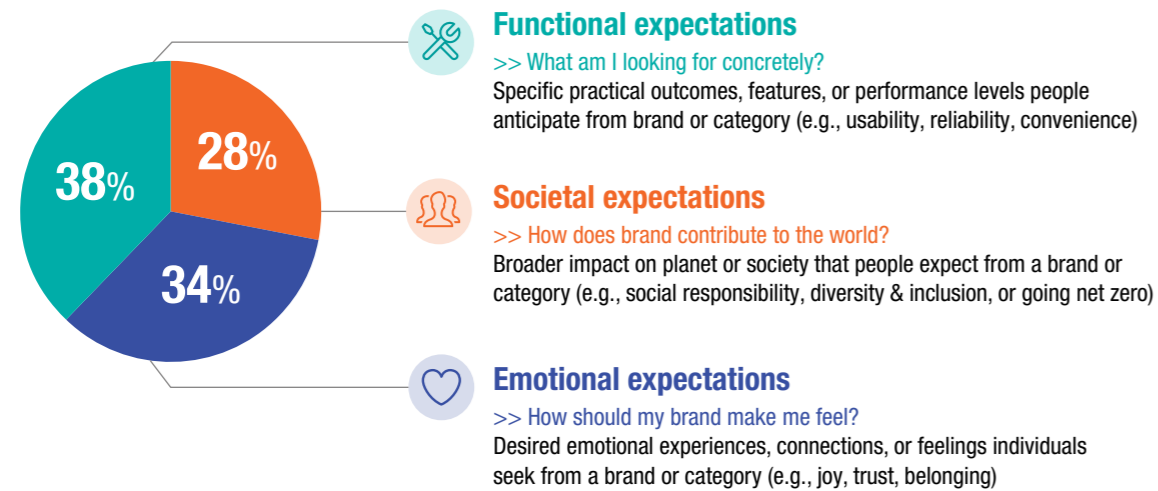 38%
28%
34%
Functional expectations
>> What am I looking for concretely?
Specific practical outcomes, features, or performance levels people
anticipate from brand or category (e.g., usability, reliability, convenience)
Societal expectations
>> How does brand contribute to the world?
Broader impact on planet or society that people expect from a brand or
category (e.g., social responsibility, diversity & inclusion, or going net zero)
Emotional expectations
>> How should my brand make me feel?
Desired emotional experiences, connections, or feelings individuals
seek from a brand or category (e.g., joy, trust, belonging)